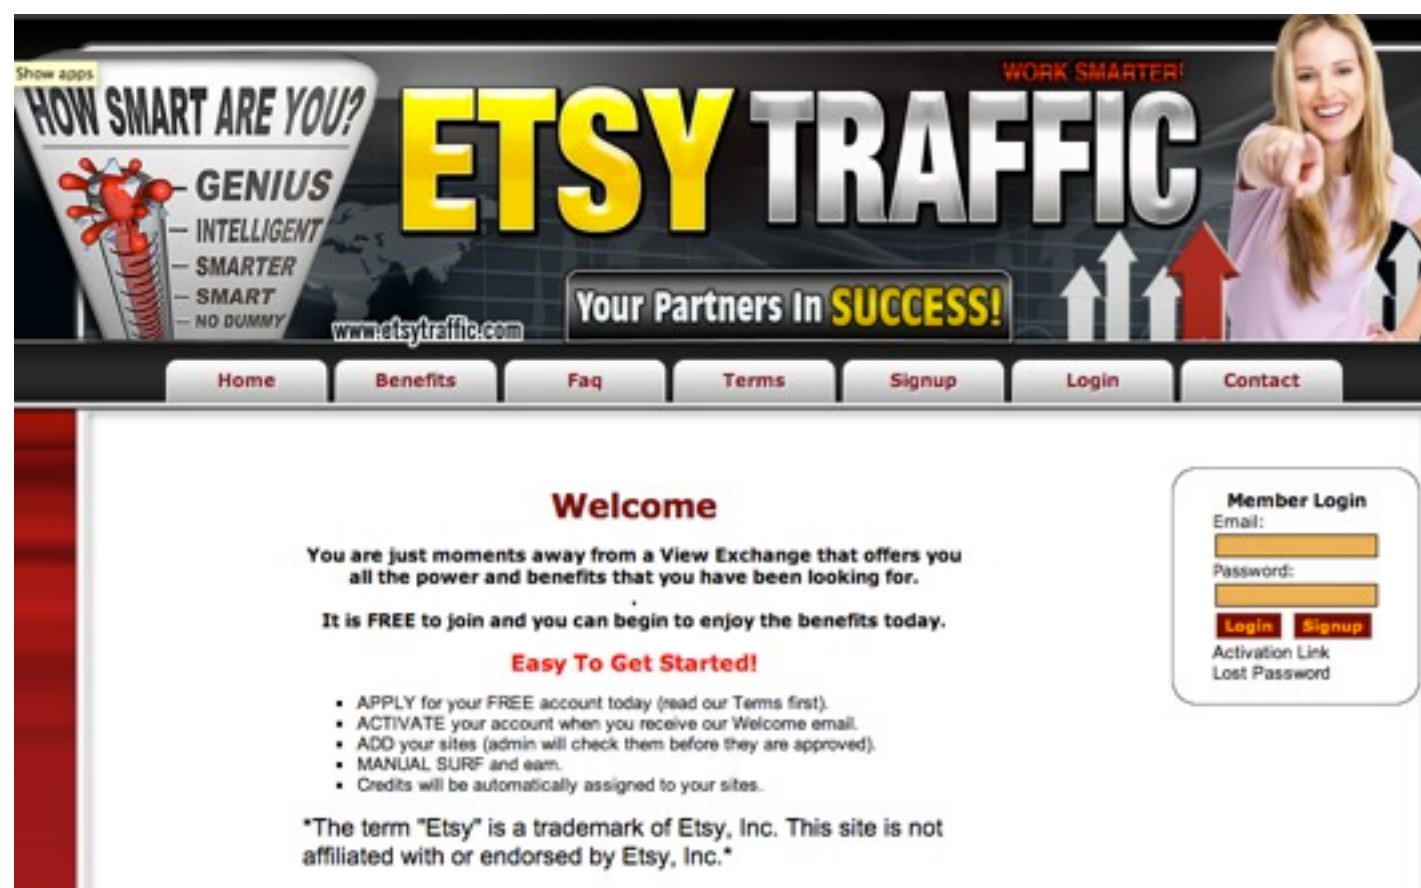 Show apps
HOW SMART ARE YOU?
GENIUS
INTELLIGENT
SMARTER
SMART
NO DUMMY
WORK SMARTER!
ETSY TRAFFIC
Your Partners In SUCCESS!
www.etsytraffic.com
Home Benefits Faq Terms Signup Login Contact
Welcome
You are just moments away from a View Exchange that offers you
all the power and benefits that you have been looking for.
.
It is FREE to join and you can begin to enjoy the benefits today.
Easy To Get Started!
• APPLY for your FREE account today (read our Terms first).
• ACTIVATE your account when you receive our Welcome email.
• ADD your sites (admin will check them before they are approved).
• MANUAL SURF and earn.
• Credits will be automatically assigned to your sites.
*The term "Etsy" is a trademark of Etsy, Inc. This site is not
affiliated with or endorsed by Etsy, Inc.*
Member Login
Email:
Password:
Login Signup
Activation Link
Lost Password